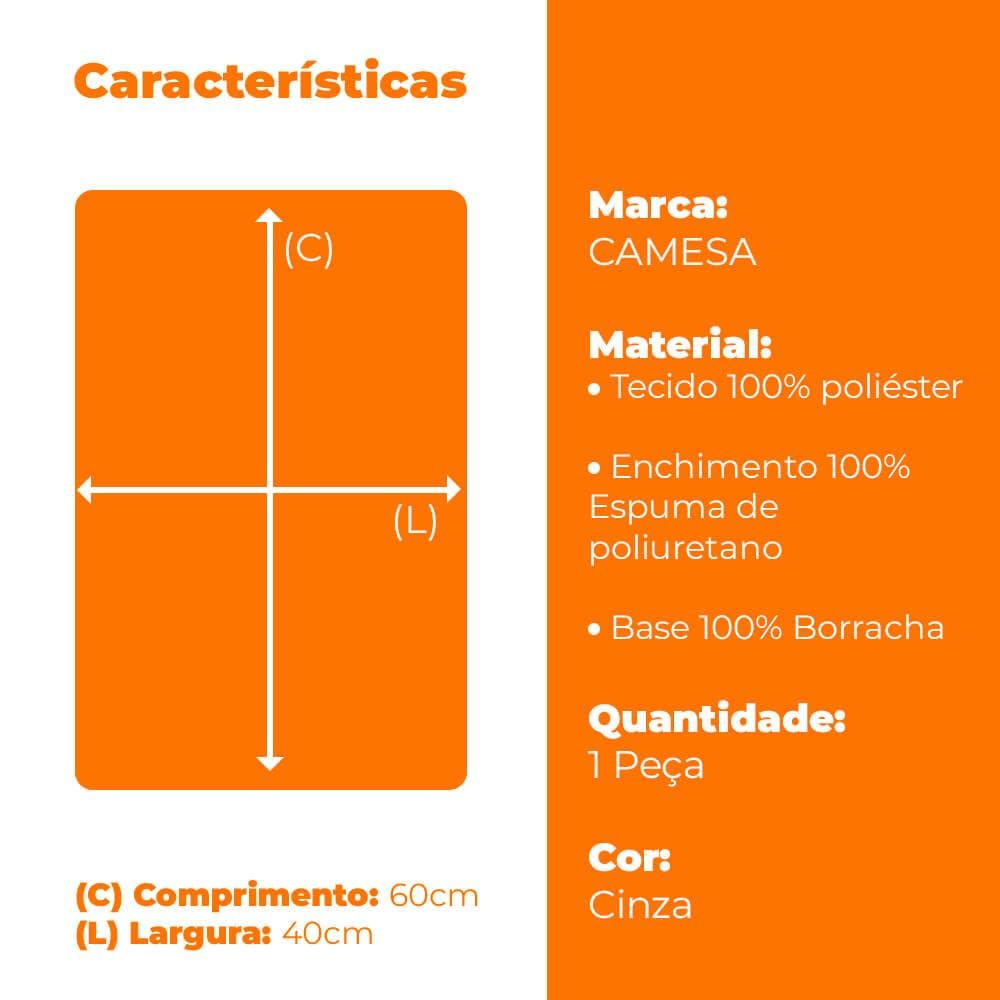 Características
(C)
(L)
(C) Comprimento: 60cm
(L) Largura: 40cm
Marca:
CAMESA
Material:
• Tecido 100% poliéster
• Enchimento 100%
Espuma de
poliuretano
• Base 100% Borracha
Quantidade:
1 Peça
Cor:
Cinza